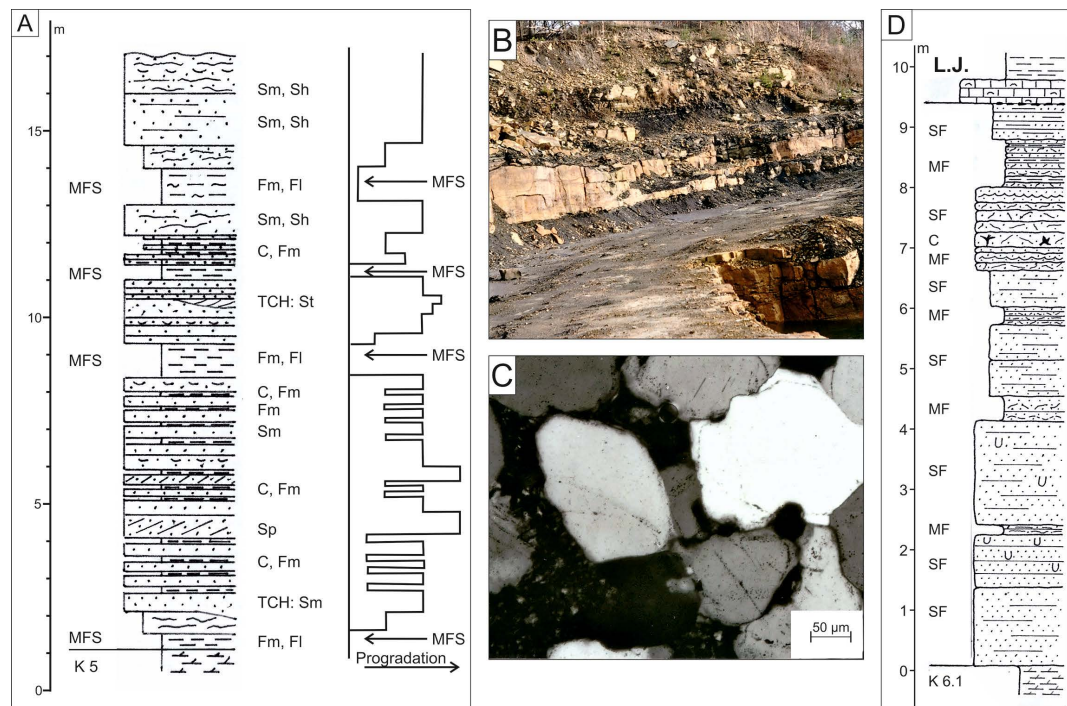 A
m
Sm, Sh
15
Sm, Sh
MFS
Fm, Fl
MFS
Sm, Sh
C, Fm
MFS
MFS
10
TCH: St
MFS
Fm, Fl
MFS
C, Fm
Fm
Sm
5
C, Fm
Sp
C, Fm
TCH: Sm
MFS
Fm, Fl
MFS
K 5
Progradation
0
B
C
50 µm
D
m
10
L.J.
9
SF
MF
8
SF
C
7
MF
SF
6
MF
SF
5
MF
4
SF
3
MF
2
SF
1
SF
0
K 6.1